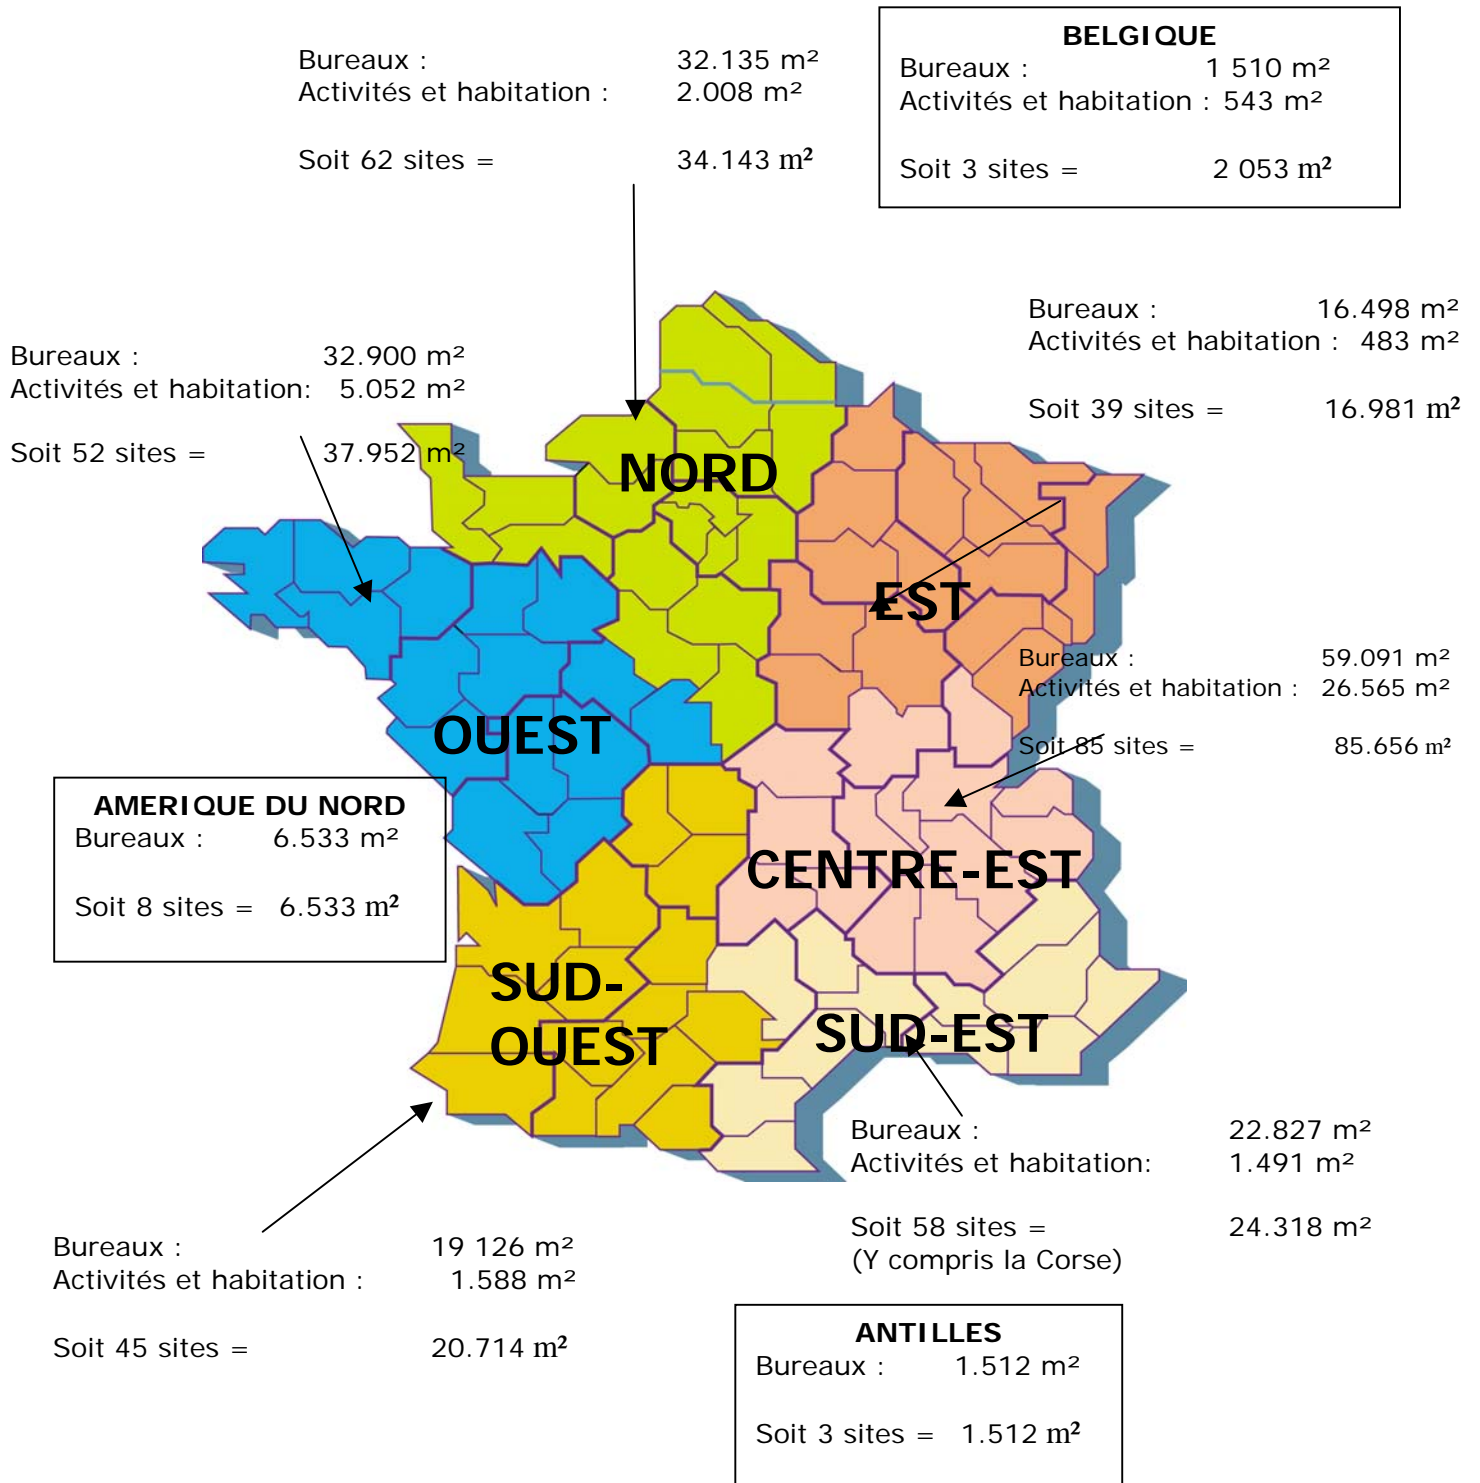 Bureaux : 32.135 m²
Activités et habitation : 2.008 m²
Soit 62 sites = 34.143 m²
BELGIQUE
Bureaux : 1 510 m²
Activités et habitation : 543 m²
Soit 3 sites = 2 053 m²
Bureaux : 16.498 m²
Activités et habitation : 483 m²
Soit 39 sites = 16.981 m²
Bureaux : 32.900 m²
Activités et habitation: 5.052 m²
Soit 52 sites = 37.952 m²
NORD
EST
Bureaux : 59.091 m²
Activités et habitation : 26.565 m²
Soit 85 sites = 85.656 m²
OUEST
AMERIQUE DU NORD
Bureaux : 6.533 m²
Soit 8 sites = 6.533 m²
CENTRE-EST
SUD-
OUEST
SUD-EST
Bureaux : 22.827 m²
Activités et habitation: 1.491 m²
Soit 58 sites = 24.318 m²
(Y compris la Corse)
Bureaux : 19 126 m²
Activités et habitation : 1.588 m²
Soit 45 sites = 20.714 m²
ANTILLES
Bureaux : 1.512 m²
Soit 3 sites = 1.512 m²